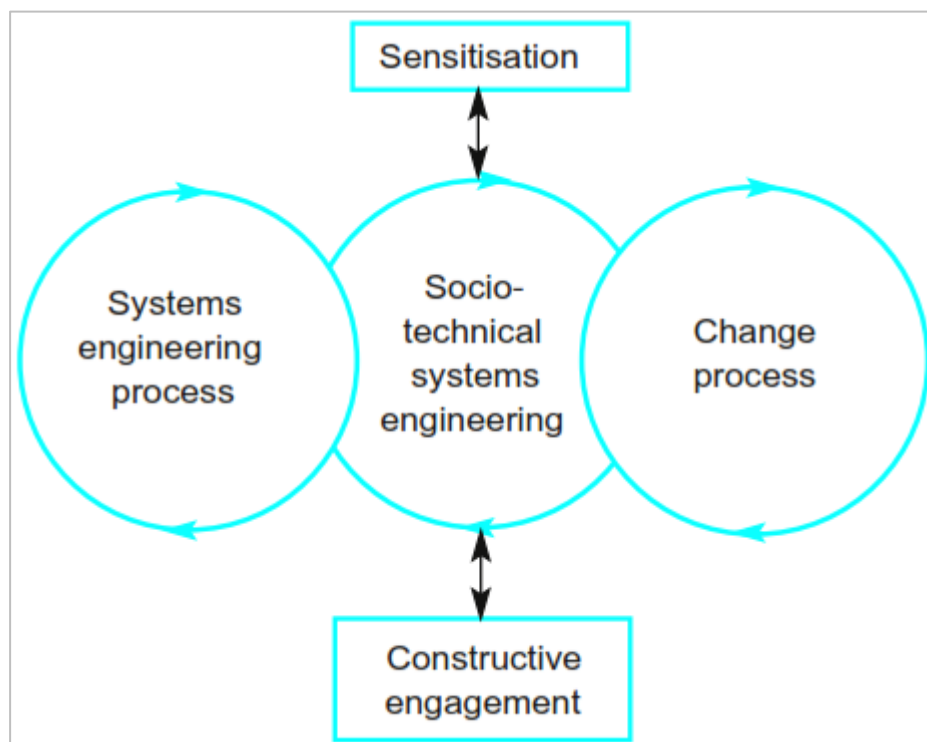 Sensitisation
Systems
engineering
process
Socio-
technical
systems
engineering
Change
process
Constructive
engagement